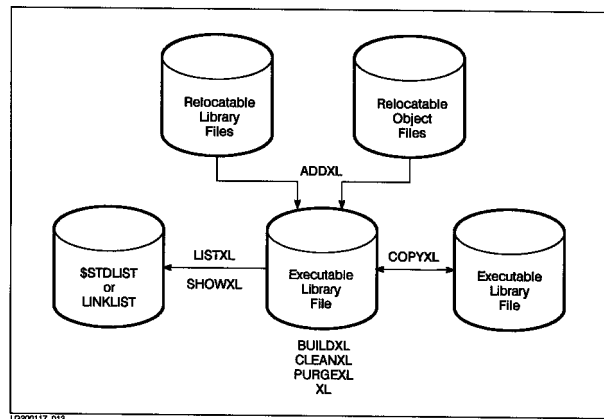 Relocatable
Library
Files
Relocatable
Object
Files
ADDXL
$STDLIST
or
LINKLIST
LISTXL
SHOWXL
Executable
Library
File
COPYXL
Executable
Library
File
BUILDXL
CLEANXL
PURGEXL
XL
LG200117_013